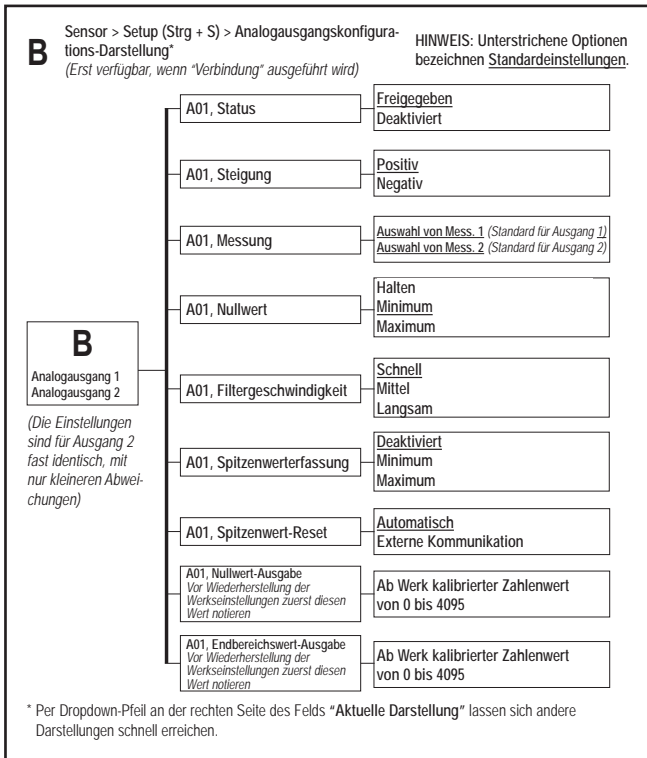 B
Sensor > Setup (Strg + S) > Analogausgangskonfigura-
tions-Darstellung*
(Erst verfügbar, wenn "Verbindung" ausgeführt wird)
HINWEIS: Unterstrichene Optionen
bezeichnen Standardeinstellungen.
A01, Status
Freigegeben
Deaktiviert
A01, Steigung
Positiv
Negativ
A01, Messung
Auswahl von Mess. 1 (Standard für Ausgang 1)
Auswahl von Mess. 2 (Standard für Ausgang 2)
A01, Nullwert
Halten
Minimum
Maximum
B
Analogausgang 1
Analogausgang 2
(Die Einstellungen
sind für Ausgang 2
fast identisch, mit
nur kleineren Abwei-
chungen)
A01, Filtergeschwindigkeit
Schnell
Mittel
Langsam
A01, Spitzenwerterfassung
Deaktiviert
Minimum
Maximum
A01, Spitzenwert-Reset
Automatisch
Externe Kommunikation
A01, Nullwert-Ausgabe
Vor Wiederherstellung der
Werkseinstellungen zuerst diesen
Wert notieren
Ab Werk kalibrierter Zahlenwert
von 0 bis 4095
A01, Endbereichswert-Ausgabe
Vor Wiederherstellung der
Werkseinstellungen zuerst diesen
Wert notieren
Ab Werk kalibrierter Zahlenwert
von 0 bis 4095
* Per Dropdown-Pfeil an der rechten Seite des Felds "Aktuelle Darstellung" lassen sich andere
Darstellungen schnell erreichen.